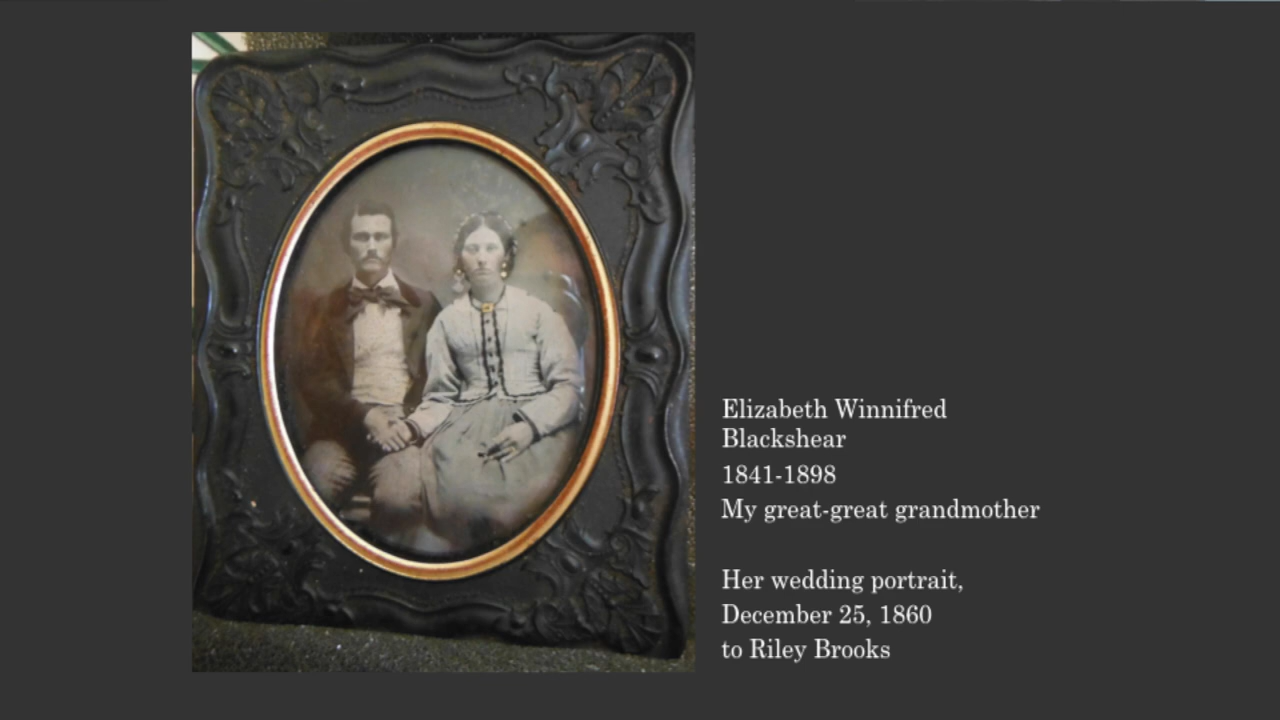 Elizabeth Winnifred
Blackshear
1841-1898
My great-great grandmother
Her wedding portrait,
December 25, 1860
to Riley Brooks